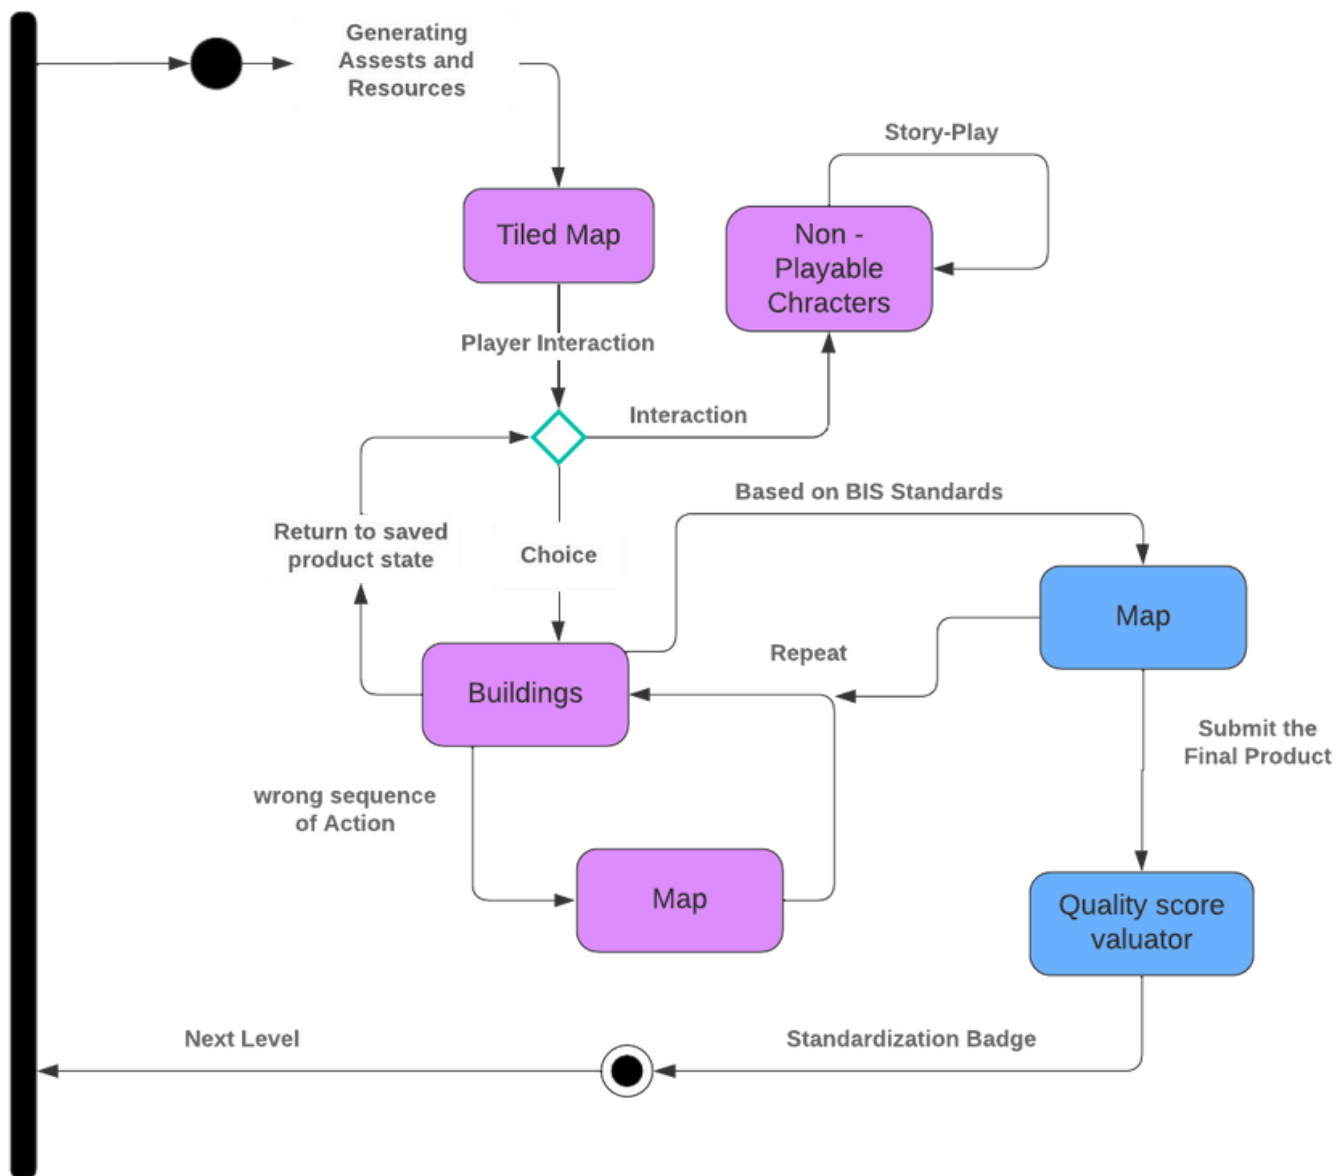 Generating
Assests and
Resources
Story-Play
Tiled Map
Non -
Playable
Chracters
Player Interaction
Interaction
Based on BIS Standards
Return to saved
product state
Choice
Map
Repeat
Buildings
Submit the
Final Product
wrong sequence
of Action
Map
Quality score
valuator
Next Level
Standardization Badge